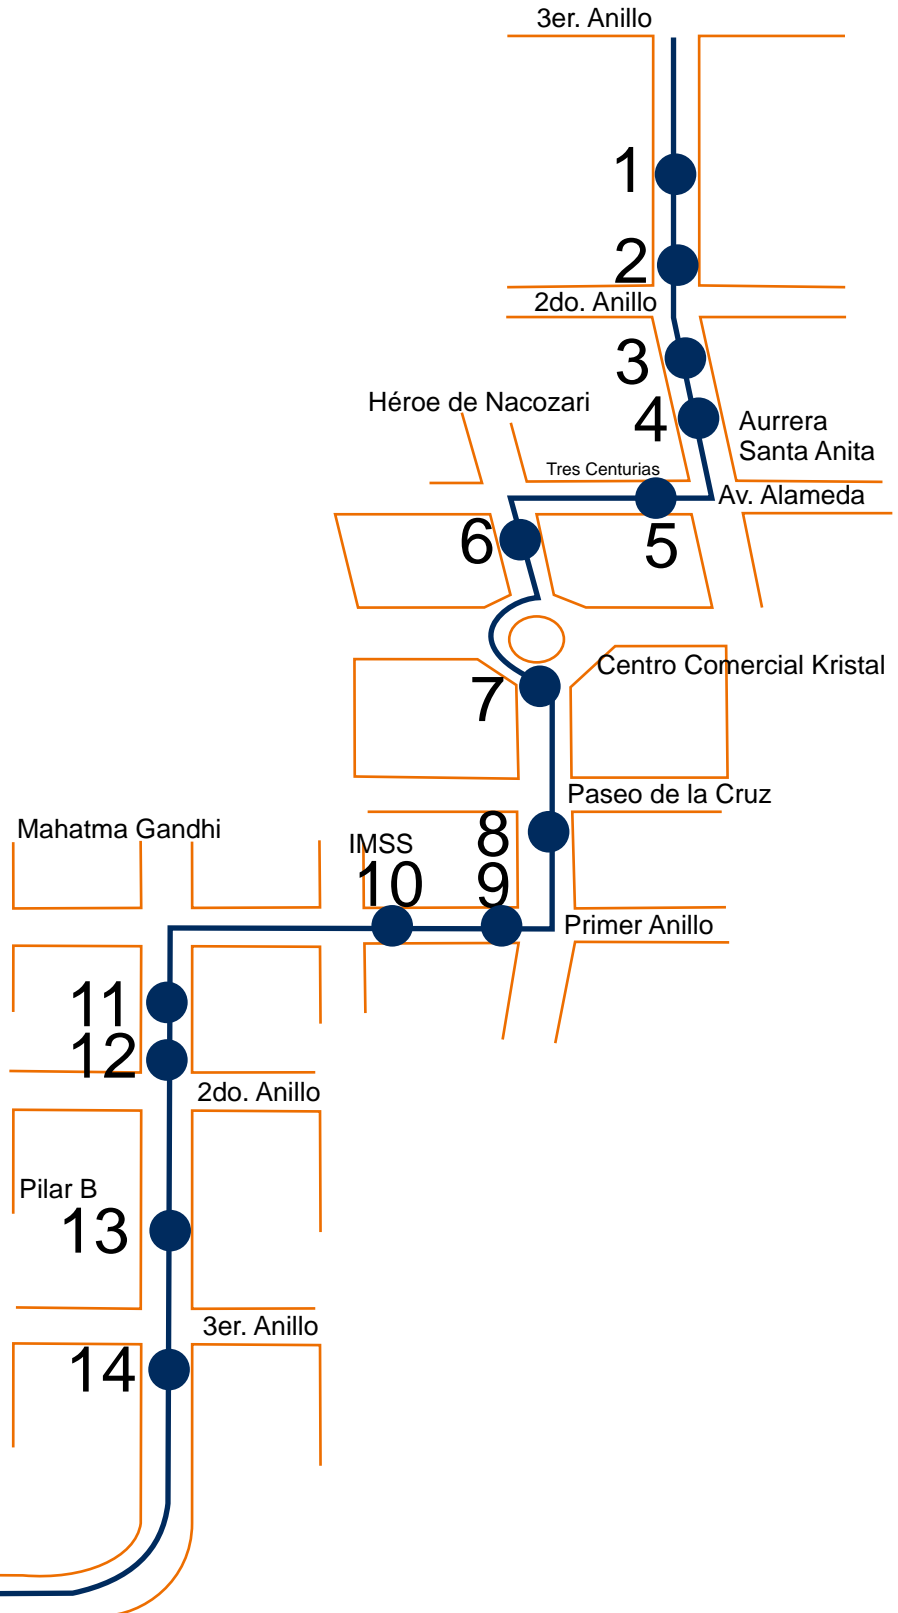 3er. Anillo
1
2
2do. Anillo
3
Héroe de Nacozari
4
Aurrera
Santa Anita
Tres Centurias
Av. Alameda
6
5
Centro Comercial Kristal
7
Paseo de la Cruz
Mahatma Gandhi
8
IMSS
10
9
Primer Anillo
11
12
2do. Anillo
Pilar B
13
3er. Anillo
14